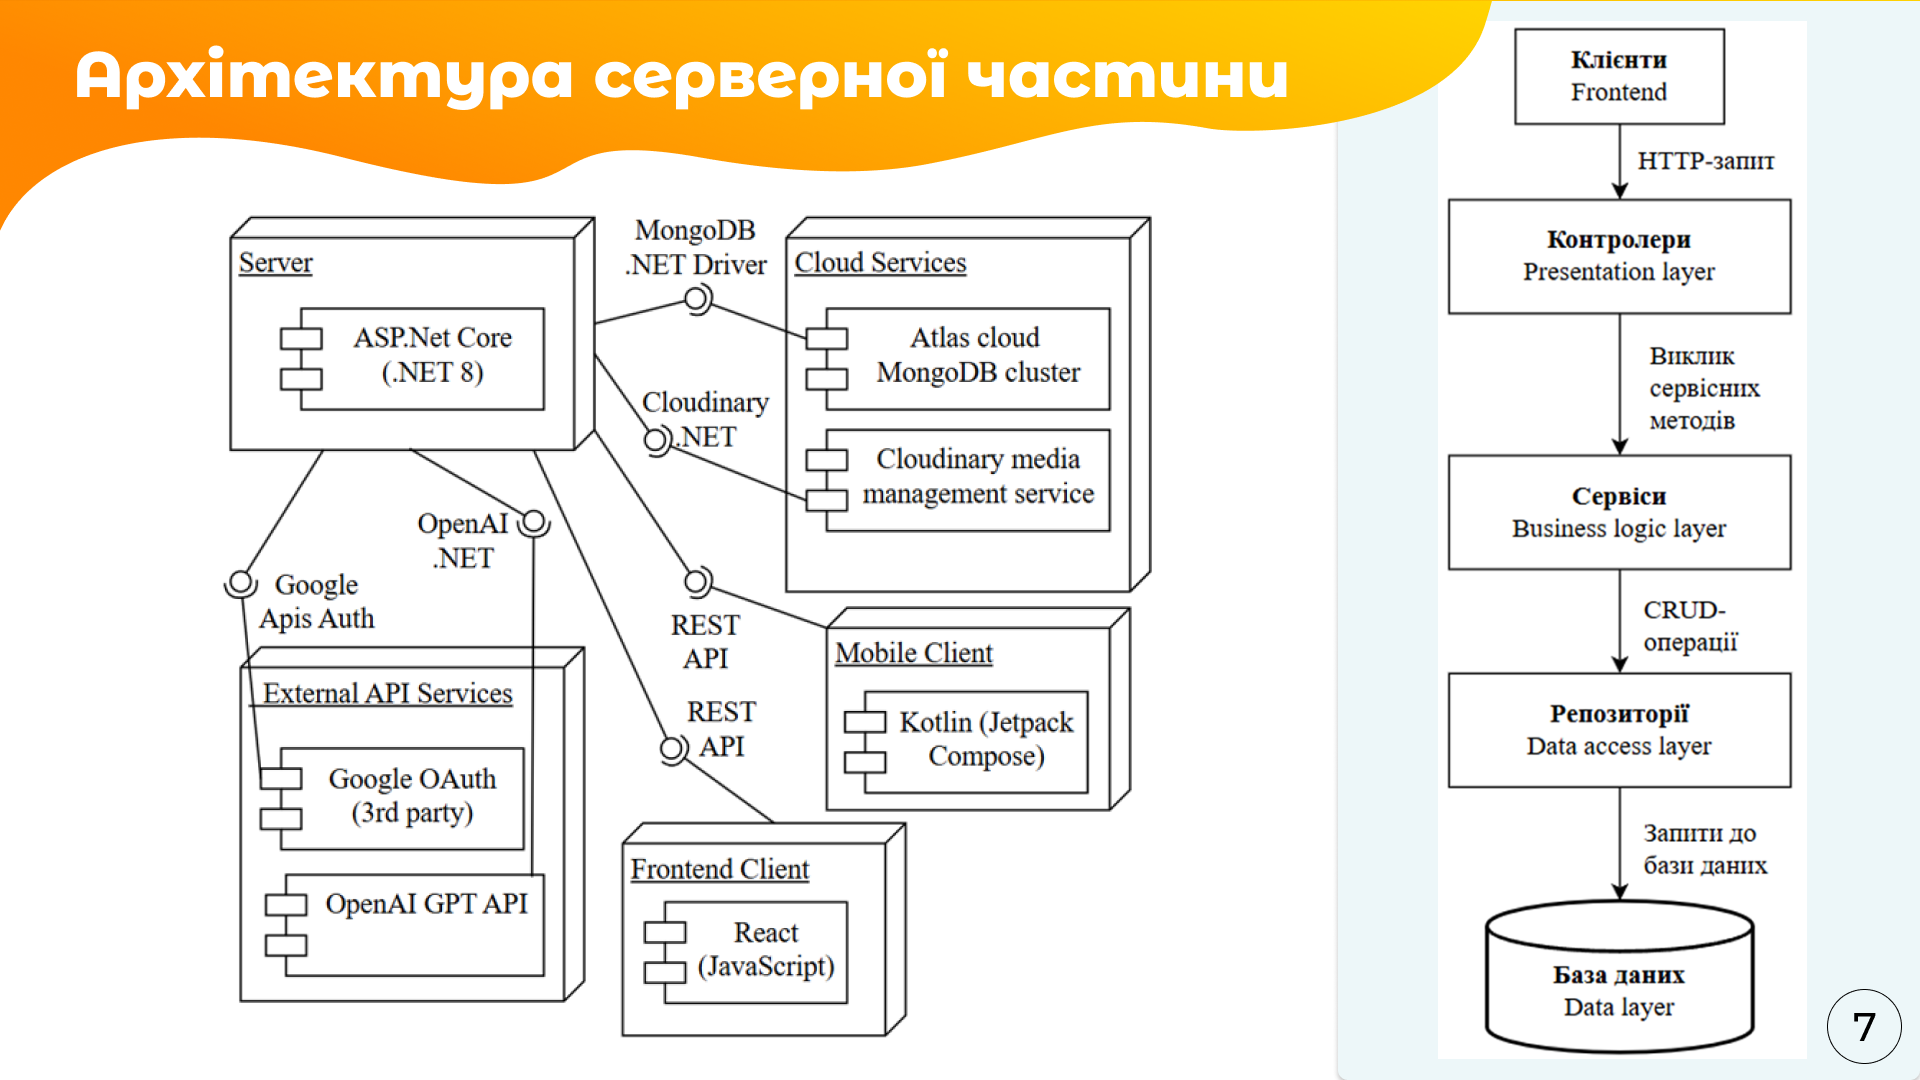 Архітектура серверної частини
Server
ASP.Net Core
(.NET 8)
MongoDB
.NET Driver
Cloudinary
.NET
Cloud Services
Atlas cloud
MongoDB cluster
Cloudinary media
management service
OpenAI
.NET
Google
Apis Auth
REST
API
REST
API
External API Services
Google OAuth
(3rd party)
OpenAI GPT API
Mobile Client
Kotlin (Jetpack
Compose)
Frontend Client
React
(JavaScript)
Клієнти
Frontend
HTTP-запит
Контролери
Presentation layer
Виклик
сервісних
методів
Сервіси
Business logic layer
CRUD-
операції
Репозиторії
Data access layer
Запити до
бази даних
База даних
Data layer
7